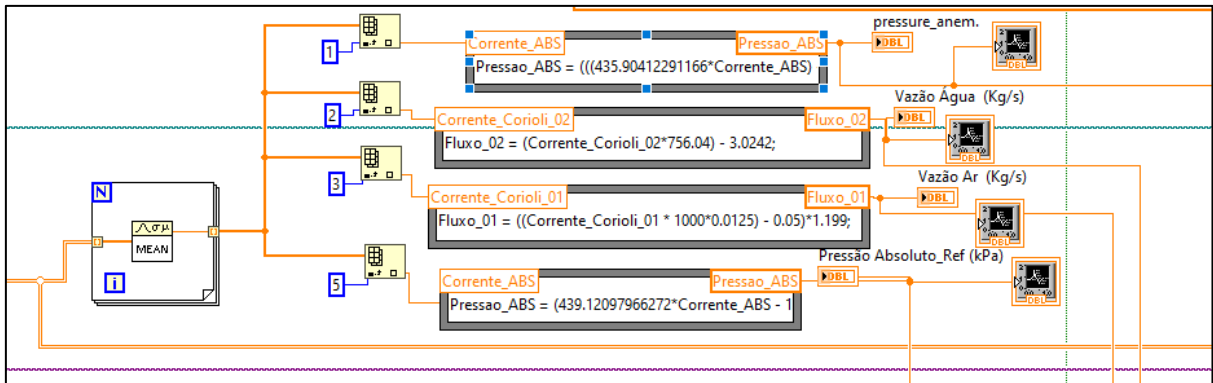 pressure_anem.
1
Corrente_ABS
Pressao_ABS
DBL
DBL
Pressao_ABS = (((435.90412291166*Corrente_ABS)
Vazão Água (Kg/s)
2
Corrente_Corioli_02
Fluxo_02
DBL
DBL
Fluxo_02 = (Corrente_Corioli_02*756.04) - 3.0242;
Vazão Ar (Kg/s)
3
Corrente_Corioli_01
Fluxo_01
DBL
DBL
Fluxo_01 = ((Corrente_Corioli_01 * 1000*0.0125) - 0.05)*1.199;
N
MEAN
i
Pressão Absoluto_Ref (kPa)
5
Corrente_ABS
Pressao_ABS
DBL
DBL
Pressao_ABS = (439.12097966272*Corrente_ABS - 1